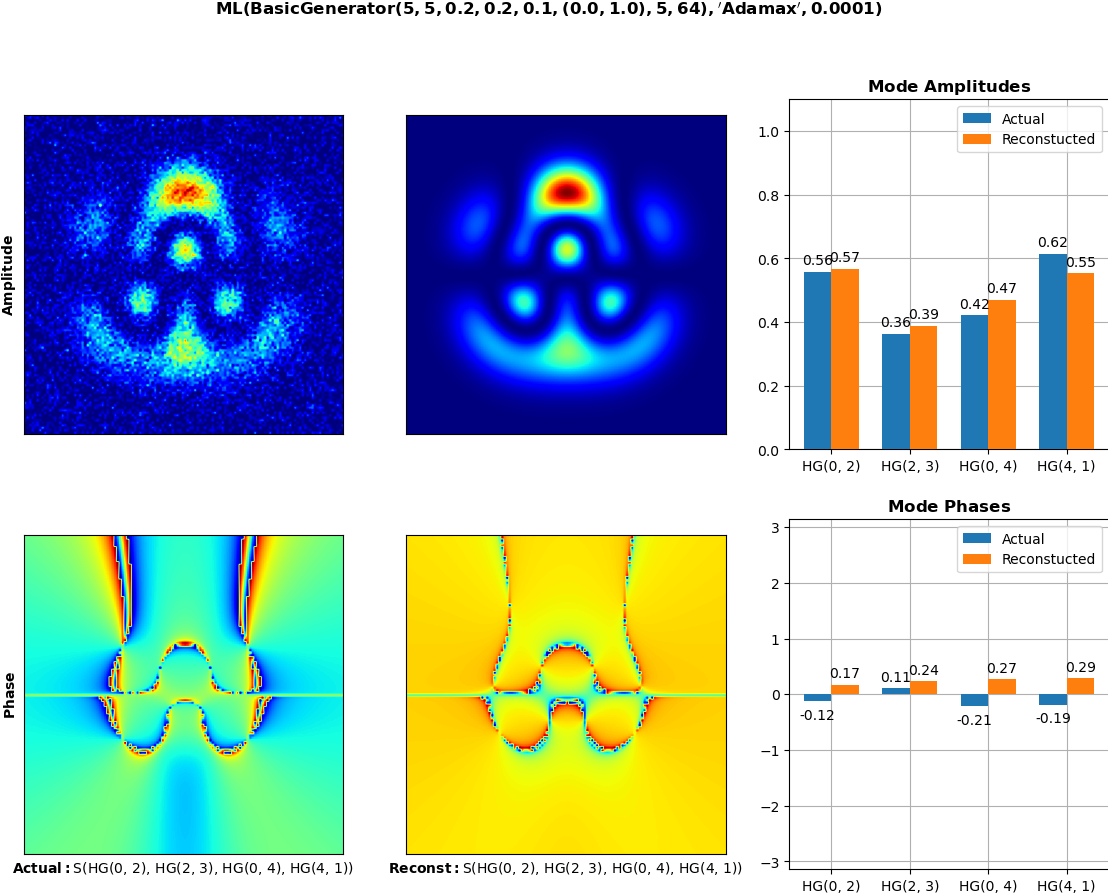 ML(BasicGenerator(5, 5, 0.2, 0.2, 0.1, (0.0, 1.0), 5, 64), ′Adamax′, 0.0001)
Amplitude
Mode Amplitudes
Actual
Reconstucted
1.0
0.8
0.6
0.4
0.2
0.0
0.56
0.57
0.36
0.39
0.42
0.47
0.62
0.55
HG(0, 2)
HG(2, 3)
HG(0, 4)
HG(4, 1)
Phase
Actual: S(HG(0, 2), HG(2, 3), HG(0, 4), HG(4, 1))
Reconst: S(HG(0, 2), HG(2, 3), HG(0, 4), HG(4, 1))
Mode Phases
Actual
Reconstucted
3
2
1
0
−1
−2
−3
-0.12
0.17
0.11
0.24
-0.21
0.27
-0.19
0.29
HG(0, 2)
HG(2, 3)
HG(0, 4)
HG(4, 1)